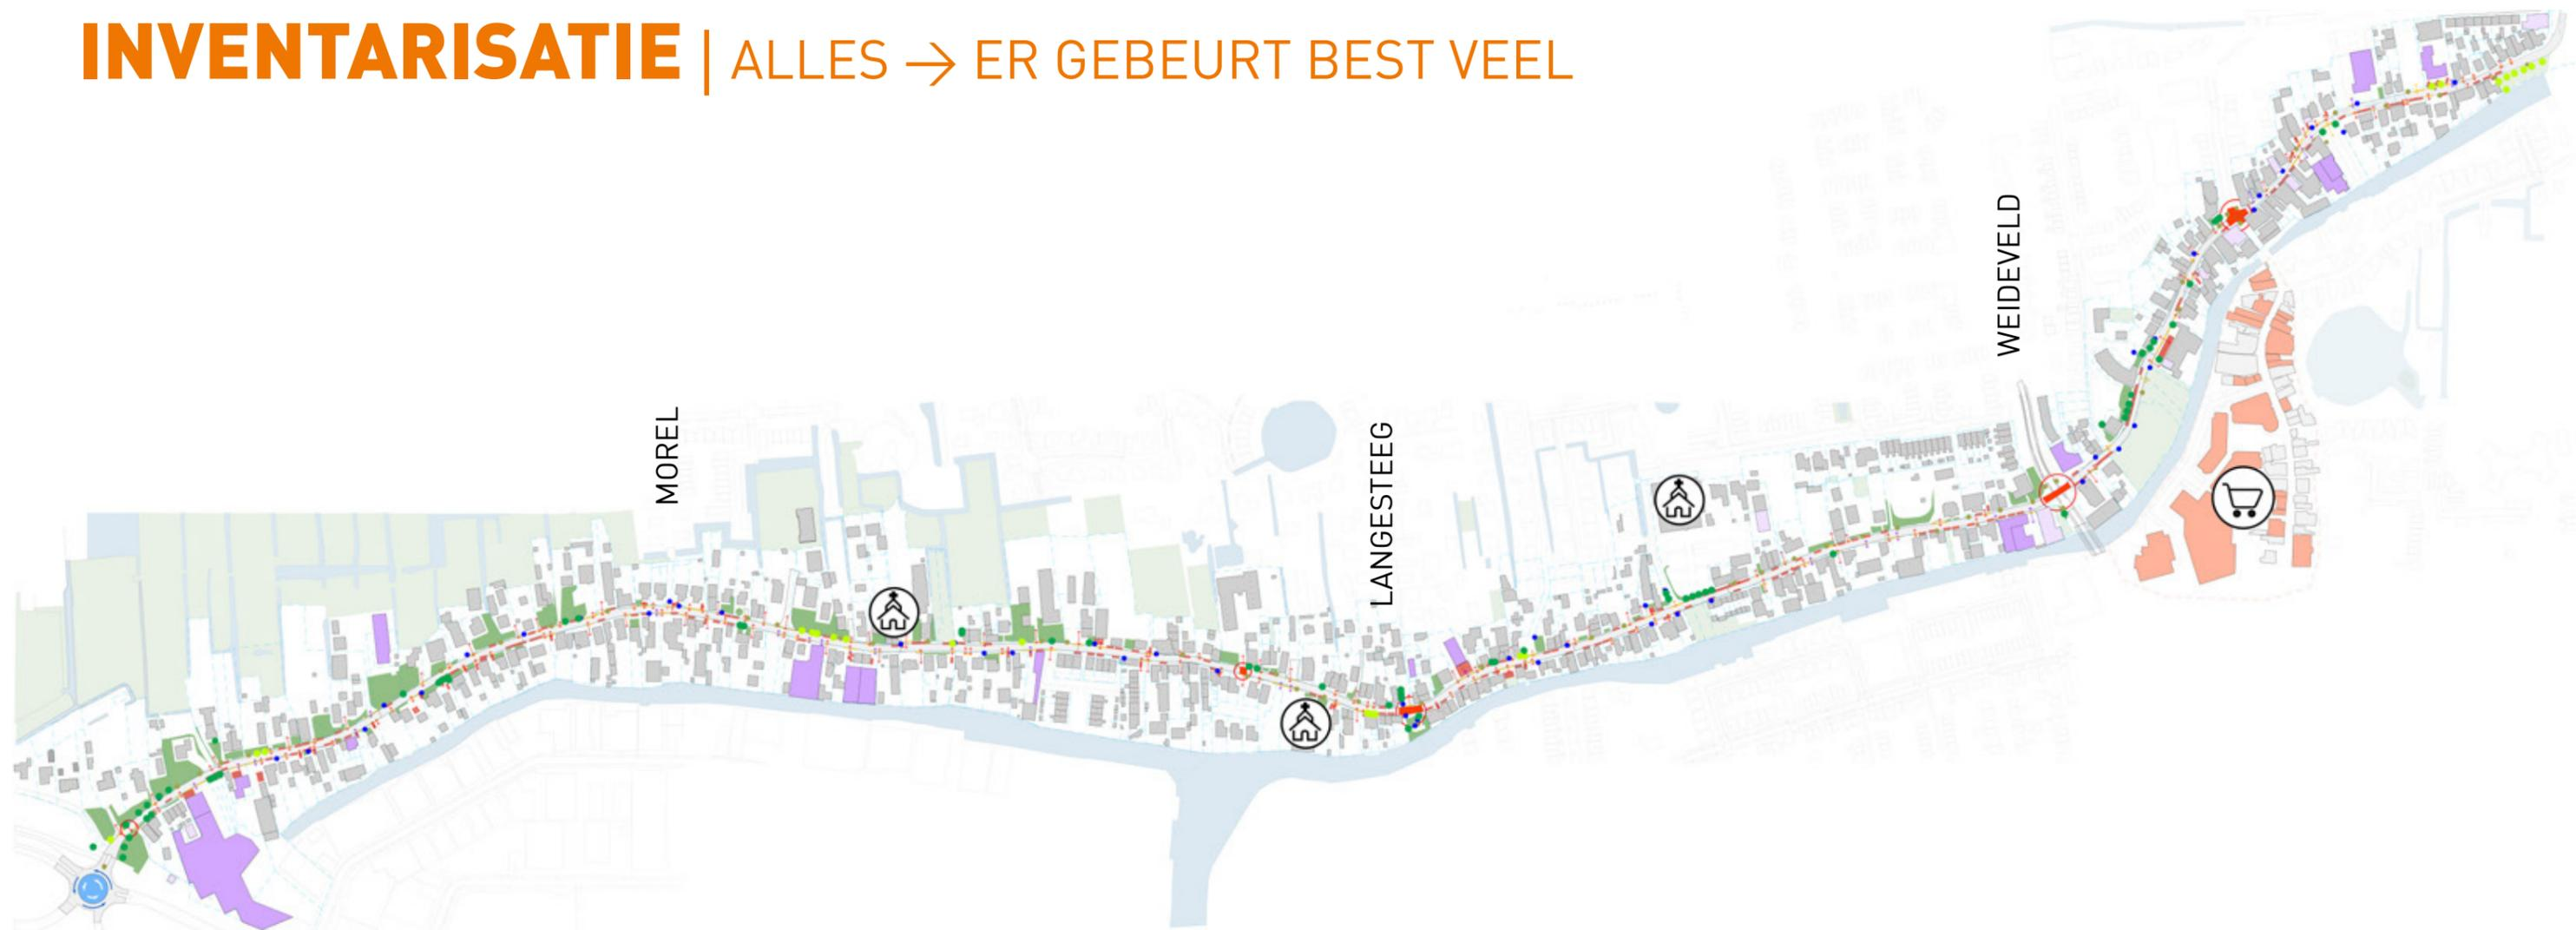 INVENTARISATIE | ALLES → ER GEBEURT BEST VEEL
WEIDEVELD
MOREL
LANGESTEEG